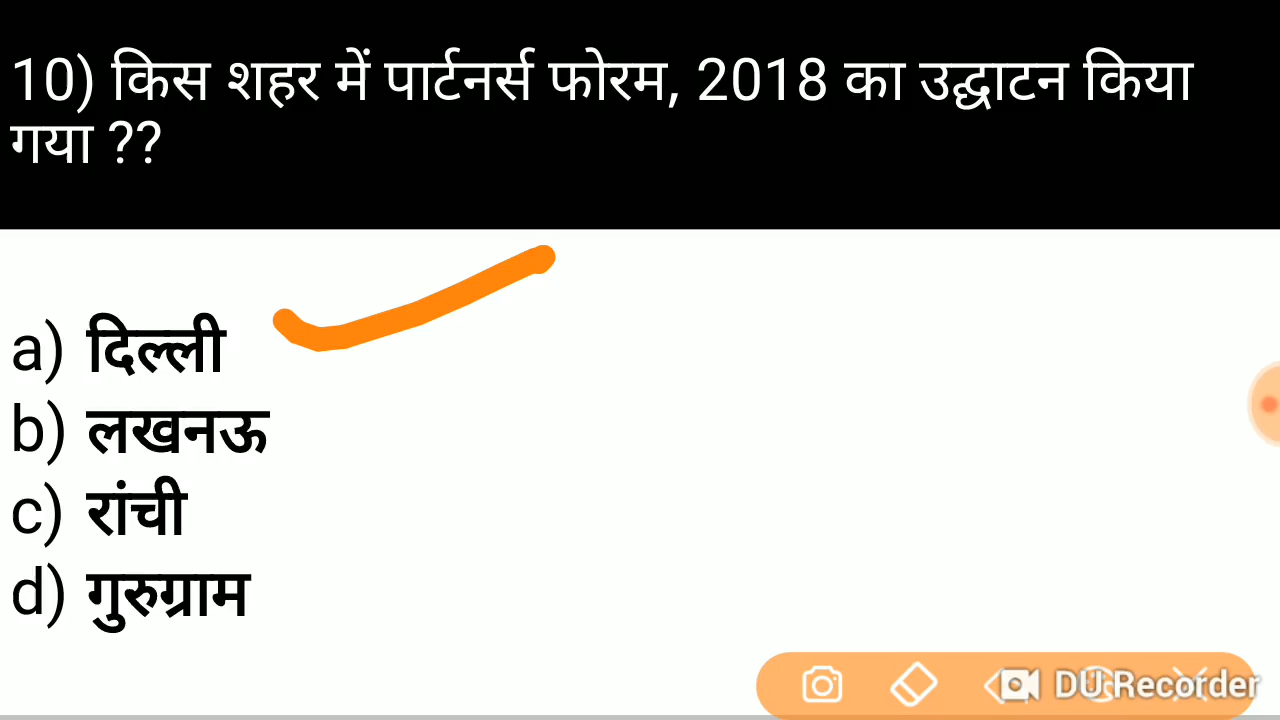 10) किस शहर में पार्टनर्स फोरम, 2018 का उद्घाटन किया
गया ??
a) दिल्ली
b) लखनऊ
c) रांची
d) गुरुग्राम
DU Recorder